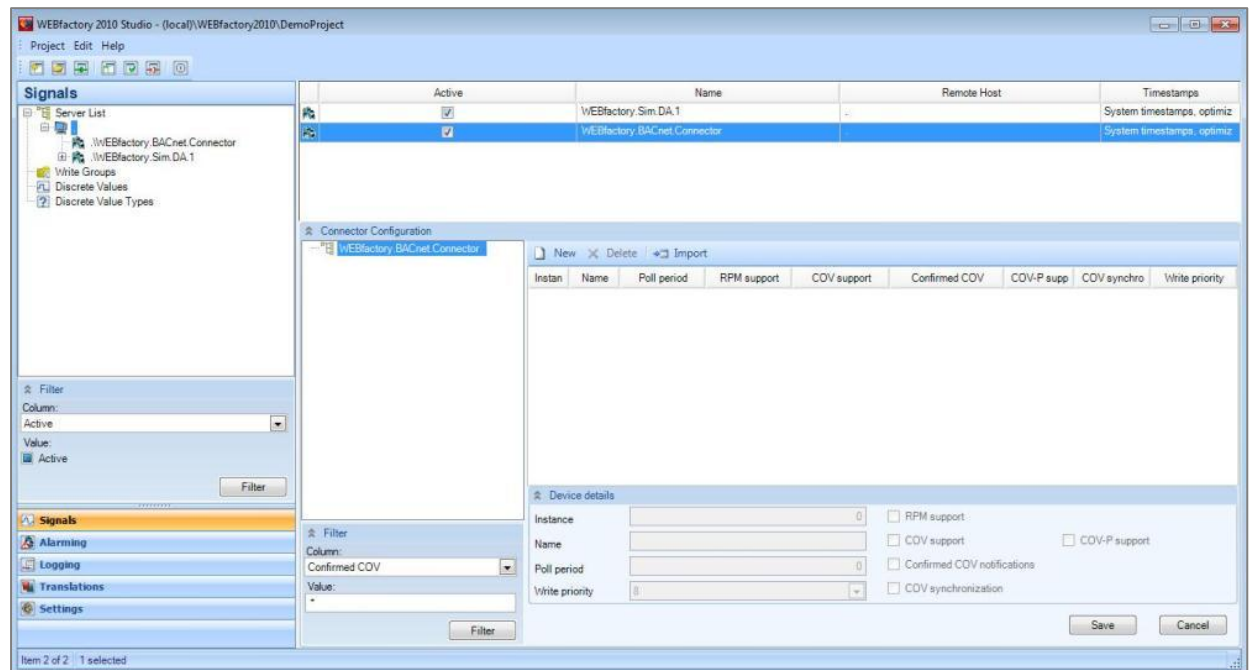 WEBfactory 2010 Studio - (local)\WEBfactory2010\DemoProject
Project Edit Help
Signals
Server List
.
.\WEBfactory.BACnet.Connector
.\WEBfactory.Sim.DA.1
Write Groups
Discrete Values
Discrete Value Types
Active Name Remote Host Timestamps
WEBfactory.Sim.DA.1 . System timestamps, optimiz
WEBfactory.BACnet.Connector . System timestamps, optimiz
Connector Configuration
WEBfactory.BACnet.Connector
New Delete Import
Instan Name Poll period RPM support COV support Confirmed COV COV-P supp COV synchro Write priority
Filter
Column:
Active
Value:
Active
Filter
Signals
Alarming
Logging
Translations
Settings
Filter
Column:
Confirmed COV
Value:
*
Filter
Device details
Instance 0 RPM support
Name COV support COV-P support
Poll period 0 Confirmed COV notifications
Write priority 8 COV synchronization
Save Cancel
Item 2 of 2 1 selected